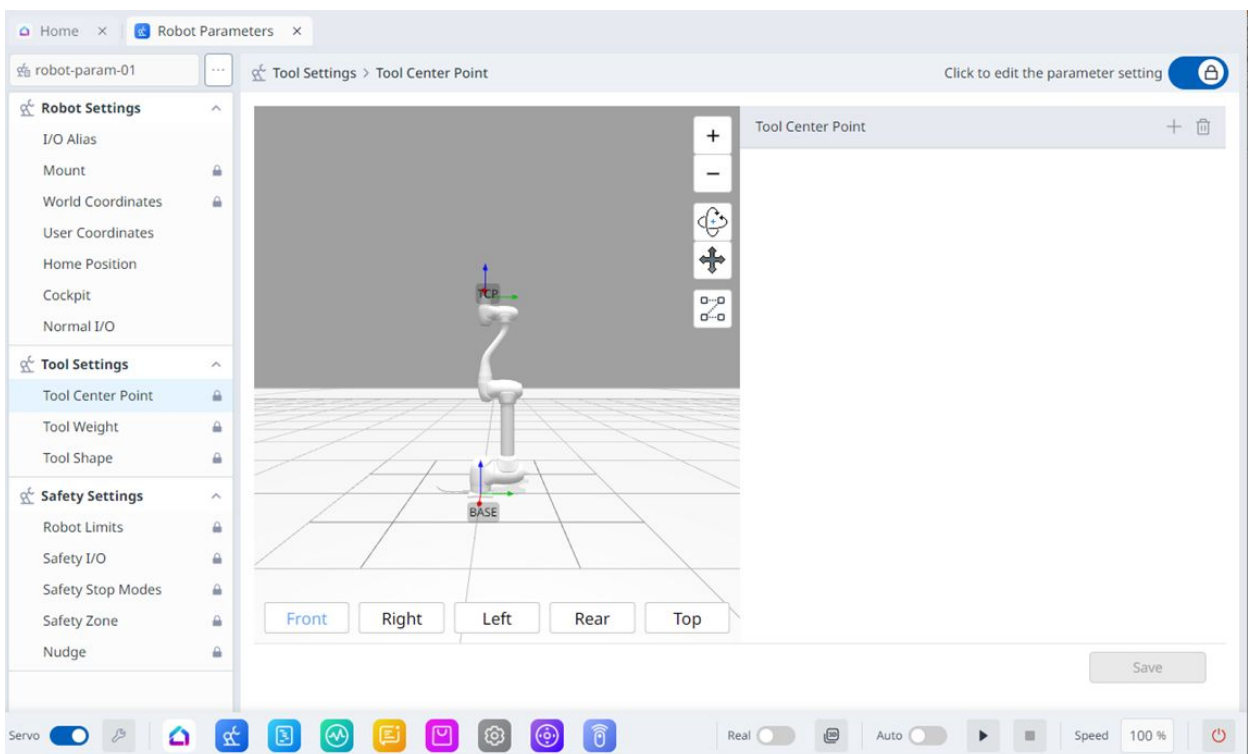 Home
Robot Parameters
robot-param-01
Tool Settings > Tool Center Point
Click to edit the parameter setting
Robot Settings
I/O Alias
Mount
World Coordinates
User Coordinates
Home Position
Cockpit
Normal I/O
Tool Settings
Tool Center Point
Tool Weight
Tool Shape
Safety Settings
Robot Limits
Safety I/O
Safety Stop Modes
Safety Zone
Nudge
TCP
BASE
Front Right Left Rear Top
Tool Center Point
Save
Servo
Real
Auto
Speed 100 %